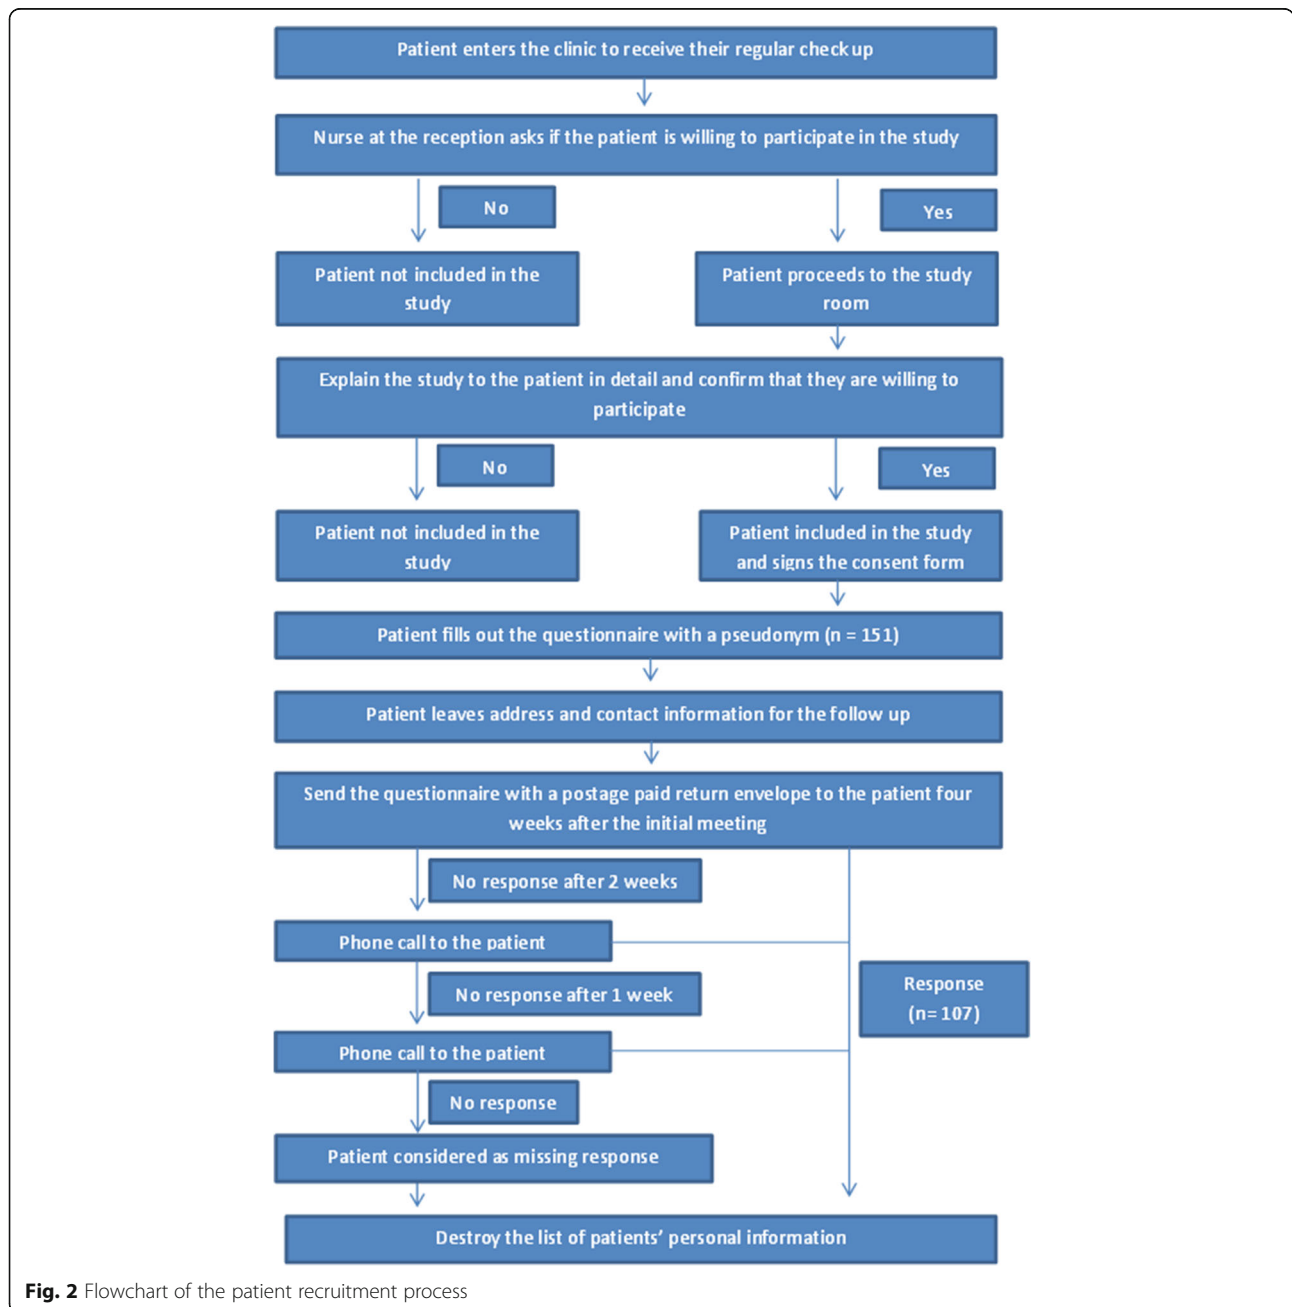 Patient enters the clinic to receive their regular check up
Nurse at the reception asks if the patient is willing to participate in the study
No
Yes
Patient not included in the
study
Patient proceeds to the study
room
Explain the study to the patient in detail and confirm that they are willing to
participate
No
Yes
Patient not included in the
study
Patient included in the study
and signs the consent form
Patient fills out the questionnaire with a pseudonym (n = 151)
Patient leaves address and contact information for the follow up
Send the questionnaire with a postage paid return envelope to the patient four
weeks after the initial meeting
No response after 2 weeks
Phone call to the patient
No response after 1 week
Response
(n= 107)
Phone call to the patient
No response
Patient considered as missing response
Destroy the list of patients’ personal information
Fig. 2 Flowchart of the patient recruitment process